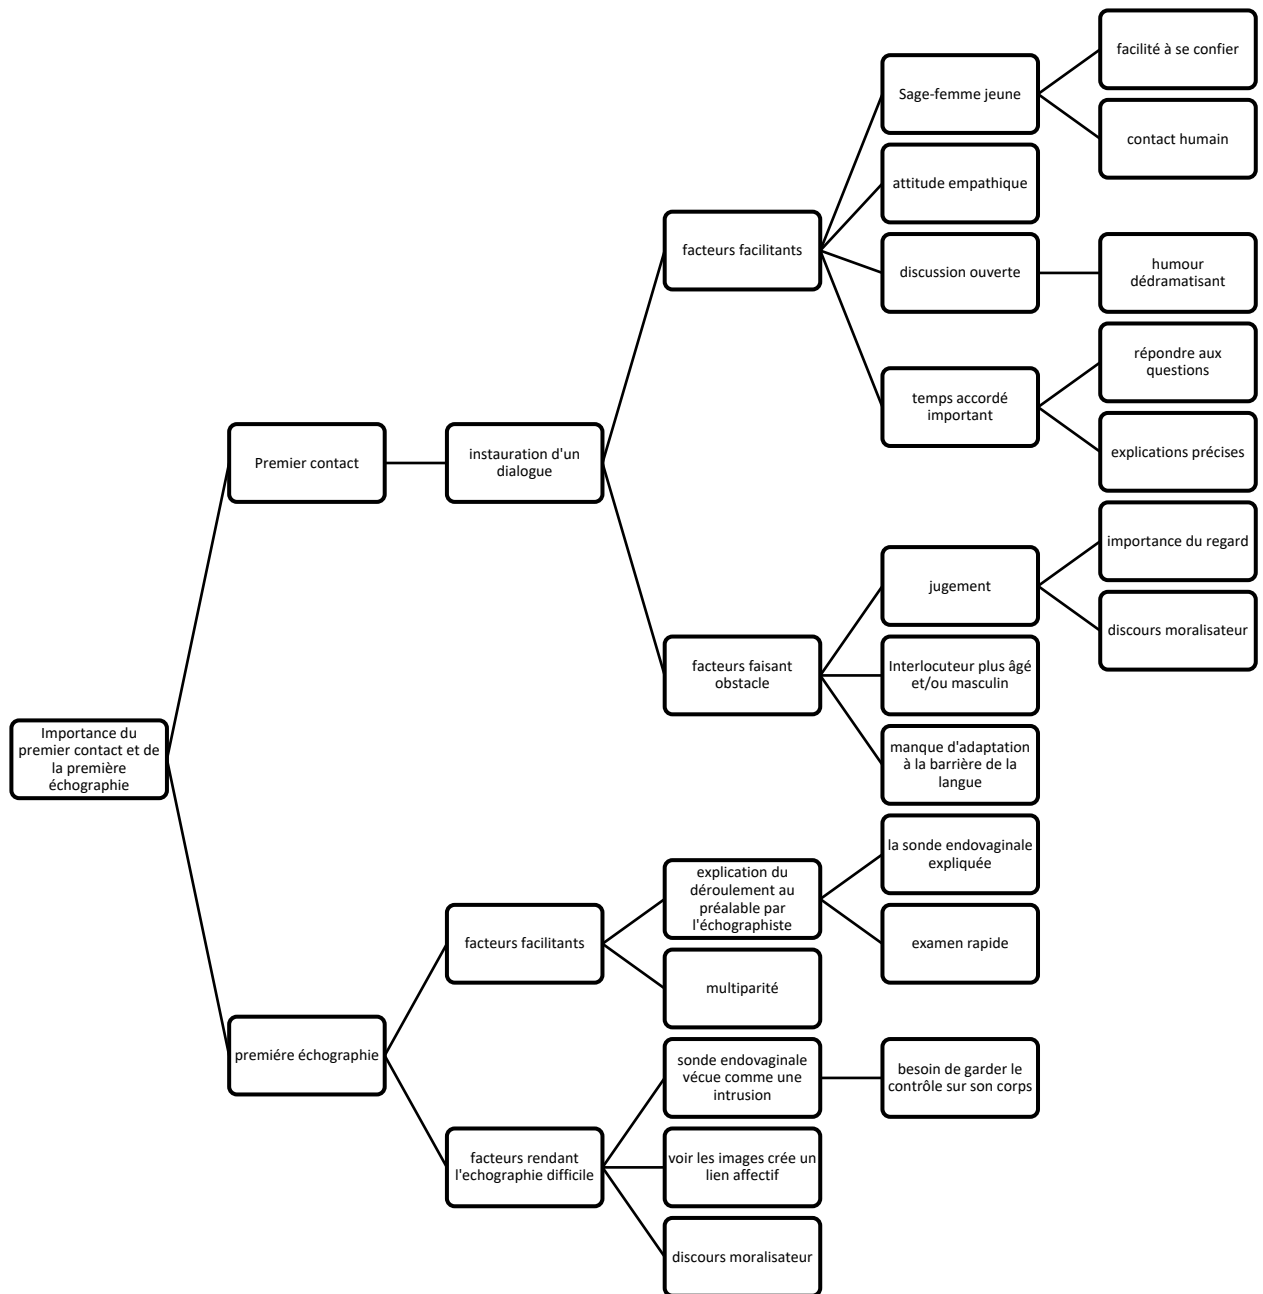 facilité à se confier
Sage-femme jeune
contact humain
attitude empathique
facteurs facilitants
discussion ouverte
humour
dédramatisant
répondre aux
questions
temps accordé
important
explications précises
Premier contact
instauration d'un
dialogue
importance du regard
jugement
discours moralisateur
facteurs faisant
obstacle
Interlocuteur plus âgé
et/ou masculin
manque d'adaptation
à la barrière de la
langue
Importance du
premier contact et de
la première
échographie
la sonde endovaginale
expliquée
explication du
déroulement au
préalable par
l'échographiste
examen rapide
facteurs facilitants
multiparité
premiére échographie
sonde endovaginale
vécue comme une
intrusion
besoin de garder le
contrôle sur son corps
facteurs rendant
l'echographie difficile
voir les images crée un
lien affectif
discours moralisateur